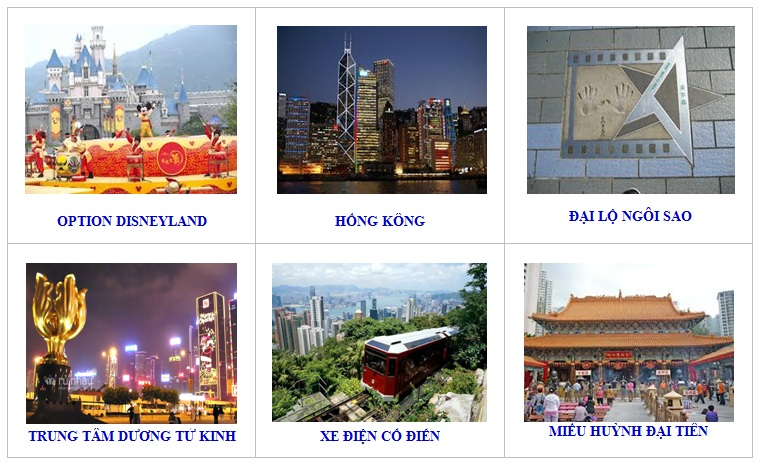 OPTION DISNEYLAND
HỒNG KÔNG
ĐẠI LỘ NGÔI SAO
TRUNG TÂM DƯƠNG TỬ KINH
XE ĐIỆN CỔ ĐIỂN
MIẾU HUỲNH ĐẠI TIÊN